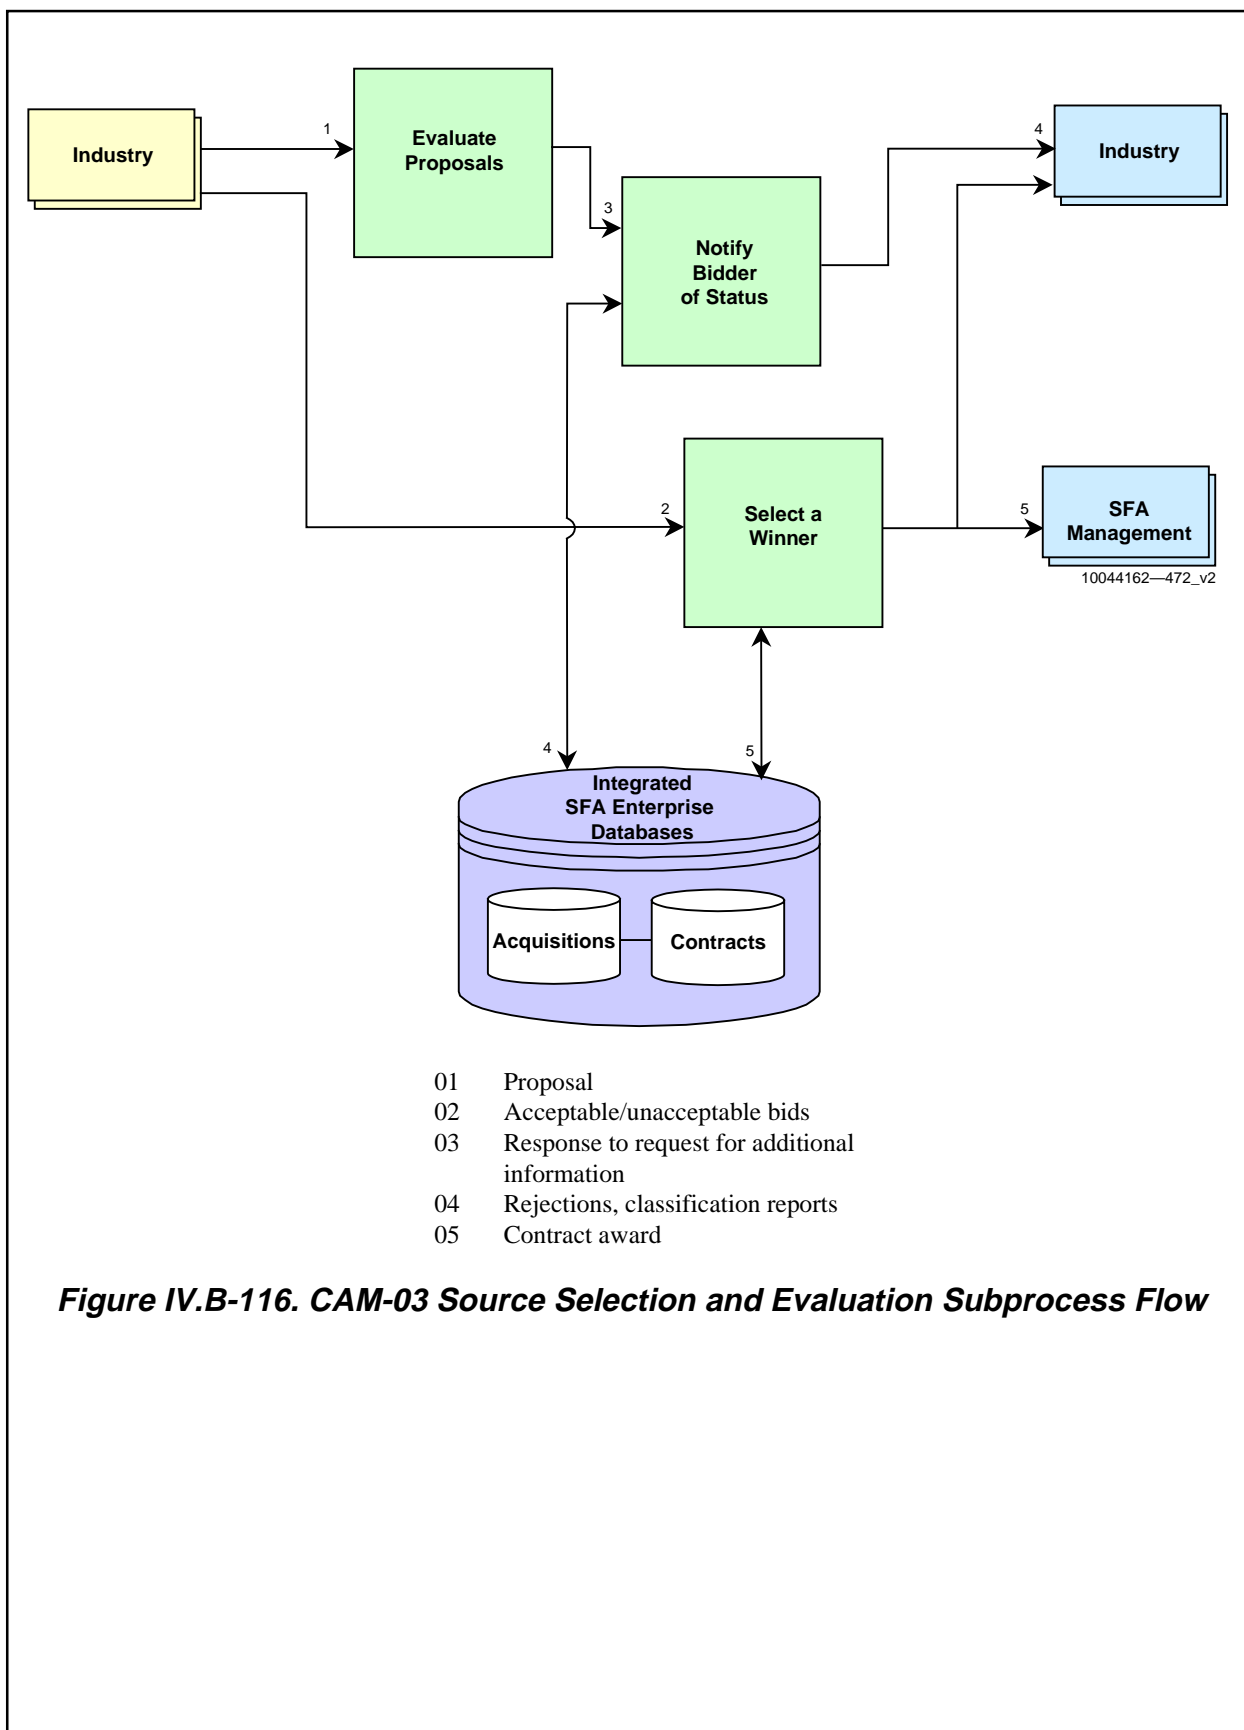 1
Evaluate
Proposals
Industry
4
Industry
3
Notify
Bidder
of Status
2
Select a
Winner
5
SFA
Management
10044162—472_v2
4
5
Integrated
SFA Enterprise
Databases
Acquisitions
Contracts
01 Proposal
02 Acceptable/unacceptable bids
03 Response to request for additional
information
04 Rejections, classification reports
05 Contract award
Figure IV.B-116. CAM-03 Source Selection and Evaluation Subprocess Flow